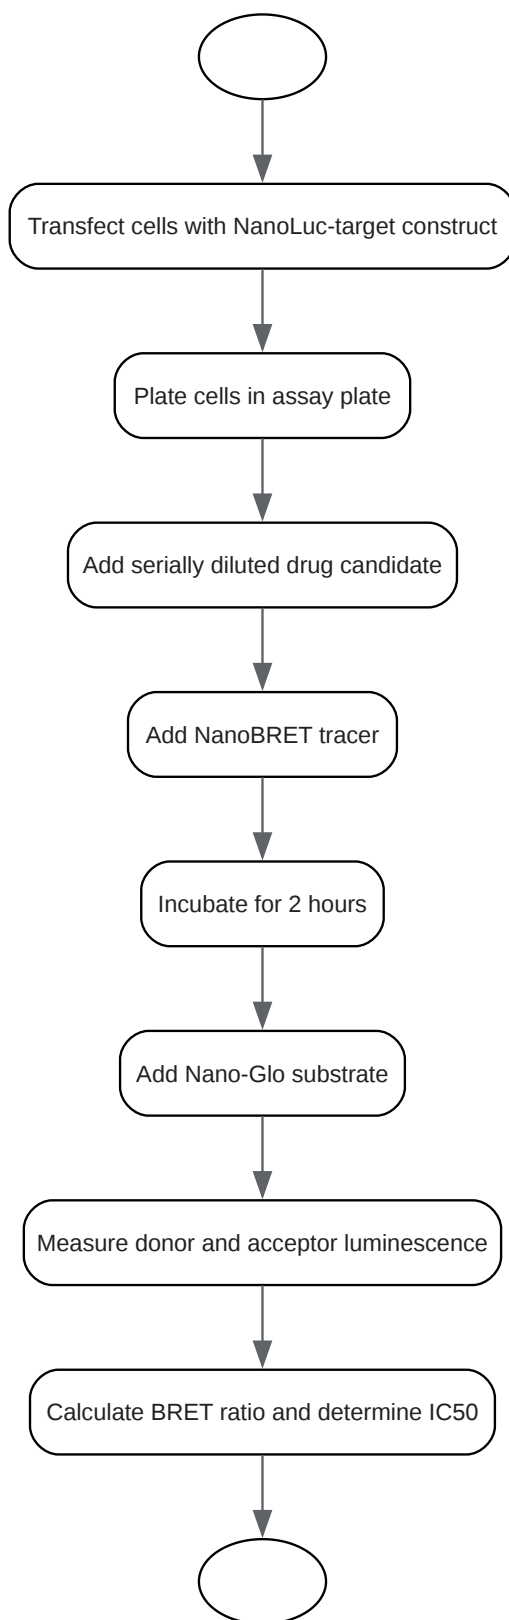 Transfect cells with NanoLuc-target construct
Plate cells in assay plate
Add serially diluted drug candidate
Add NanoBRET tracer
Incubate for 2 hours
Add Nano-Glo substrate
Measure donor and acceptor luminescence
Calculate BRET ratio and determine IC50